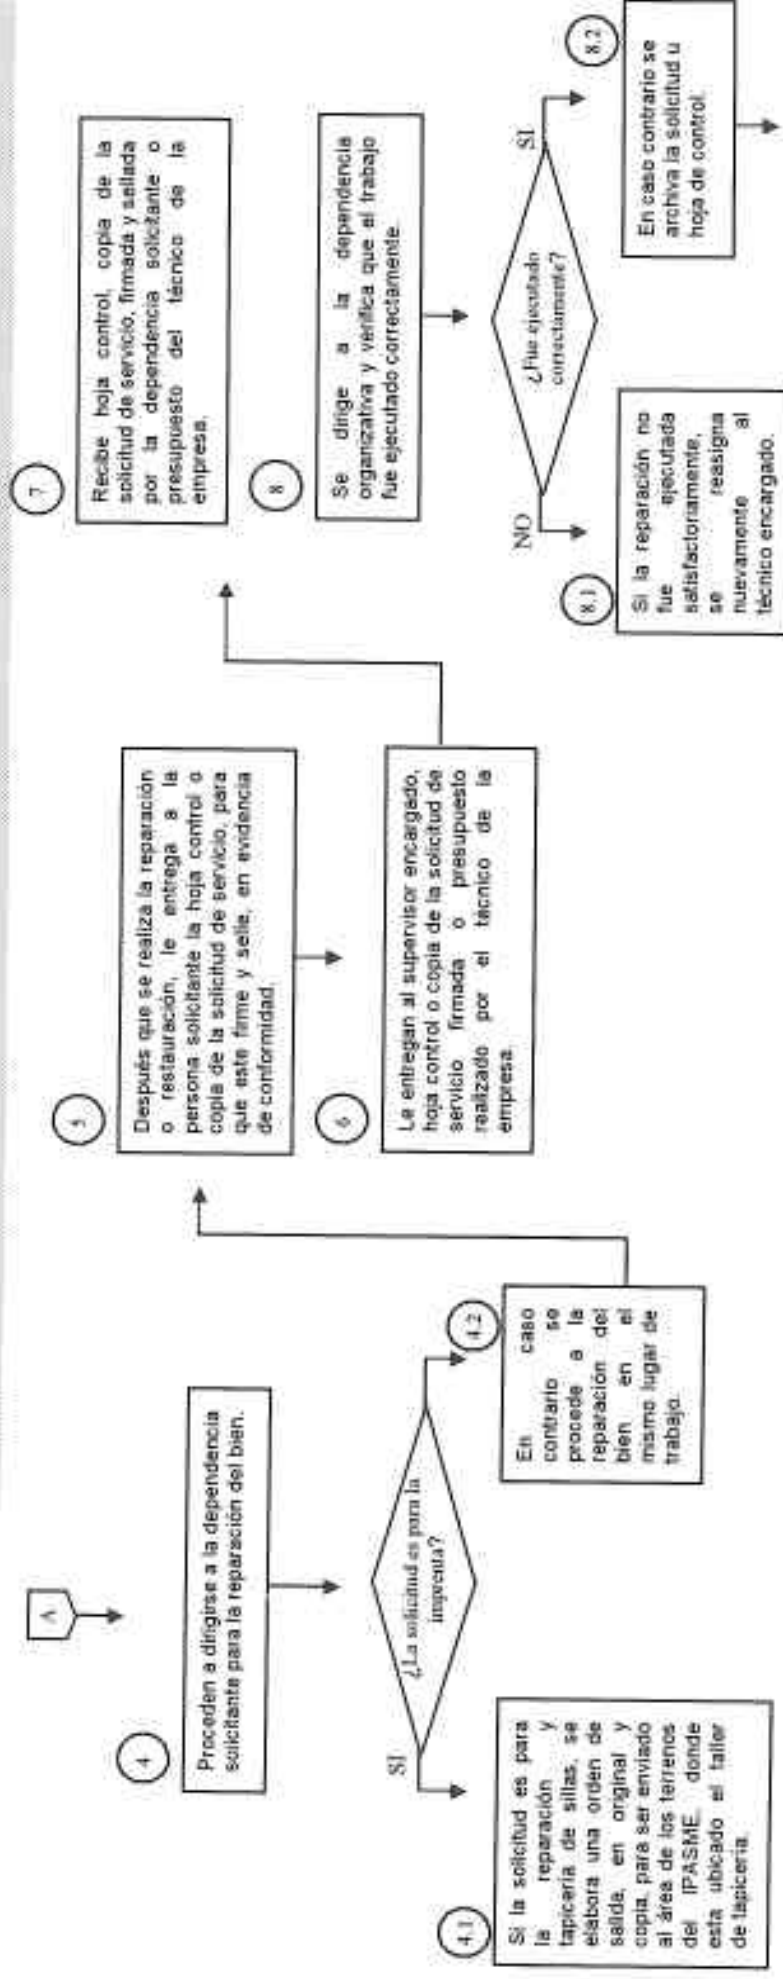 A
4
Proceden a dirigirse a la dependencia
solicitante para la reparación del bien.
¿La solicitud es para la
imprenta?
SI
4.1
Si la solicitud es para
la reparación y
tapicería de sillas, se
elabora una orden de
salida, en original y
copia, para ser enviado
al área de los terrenos
del IPASME, donde
esta ubicado el taller
de tapicería.
4.2
En caso
contrario se
procede a la
reparación del
bien en el
mismo lugar de
trabajo.
5
Después que se realiza la reparación
o restauración, le entrega a la
persona solicitante la hoja control o
copia de la solicitud de servicio, para
que este firme y selle, en evidencia
de conformidad.
6
Le entregan al supervisor encargado,
hoja control o copia de la solicitud de
servicio firmada o presupuesto
realizado por el técnico de la
empresa.
7
Recibe hoja control, copia de la
solicitud de servicio, firmada y sellada
por la dependencia solicitante o
presupuesto del técnico de la
empresa.
8
Se dirige a la dependencia
organizativa y verifica que el trabajo
fue ejecutado correctamente.
¿Fue ejecutado
correctamente?
NO
SI
8.1
Si la reparación no
fue ejecutada
satisfactoriamente,
se reasigna
nuevamente al
técnico encargado.
8.2
En caso contrario se
archiva la solicitud u
hoja de control.